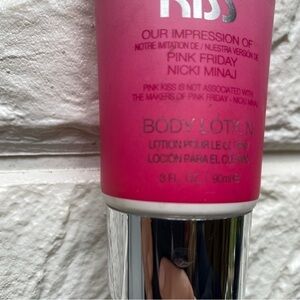 KISS
OUR IMPRESSION OF
NOTRE IMITATION DE / NUESTRA VERSIÓN DE
PINK FRIDAY
NICKI MINAJ
PINK KISS IS NOT ASSOCIATED WITH
THE MAKERS OF PINK FRIDAY - NICKI MINAJ
BODY LOTION
LOTION POUR LE
LOCIÓN PARA EL
3 FL. OZ. / 90ml